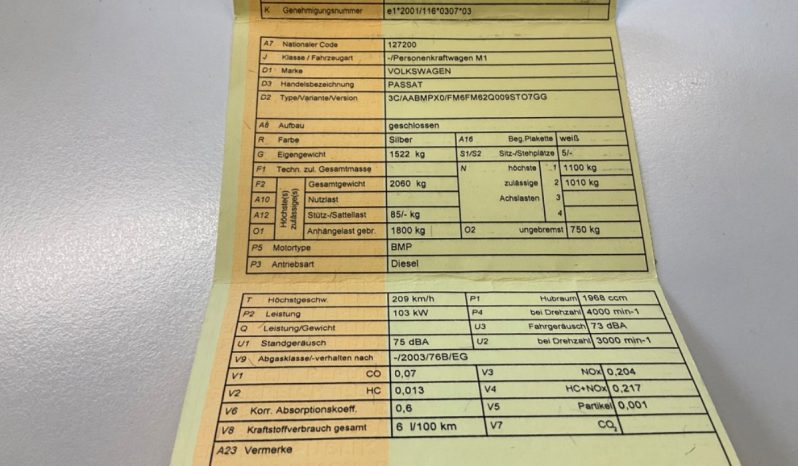 K Genehmigungsnummer e1*2001/116*0307*03
A7 Nationaler Code 127200
J Klasse / Fahrzeugart -/Personenkraftwagen M1
D1 Marke VOLKSWAGEN
D3 Handelsbezeichnung PASSAT
D2 Type/Variante/Version 3C/AABMPX0/FM6FM62Q009STO7GG
A8 Aufbau geschlossen
R Farbe Silber A16 Beg.Plakette weiß
G Eigengewicht 1522 kg S1/S2 Sitz-/Stehplätze 5/-
F1 Techn. zul. Gesamtmasse N höchste 1 1100 kg
F2 Höchste(s) zulässige(s) Gesamtgewicht 2060 kg zulässige 2 1010 kg
A10 Nutzlast Achslasten 3
A12 Stütz-/Sattellast 85/- kg 4
O1 Anhängelast gebr. 1800 kg O2 ungebremst 750 kg
P5 Motortype BMP
P3 Antriebsart Diesel
T Höchstgeschw. 209 km/h P1 Hubraum 1968 ccm
P2 Leistung 103 kW P4 bei Drehzahl 4000 min-1
Q Leistung/Gewicht U3 Fahrgeräusch 73 dBA
U1 Standgeräusch 75 dBA U2 bei Drehzahl 3000 min-1
V9 Abgasklasse/-verhalten nach -/2003/76B/EG
V1 CO 0,07 V3 NOx 0,204
V2 HC 0,013 V4 HC+NOx 0,217
V6 Korr. Absorptionskoeff. 0,6 V5 Partikel 0,001
V8 Kraftstoffverbrauch gesamt 6 l/100 km V7 CO2
A23 Vermerke